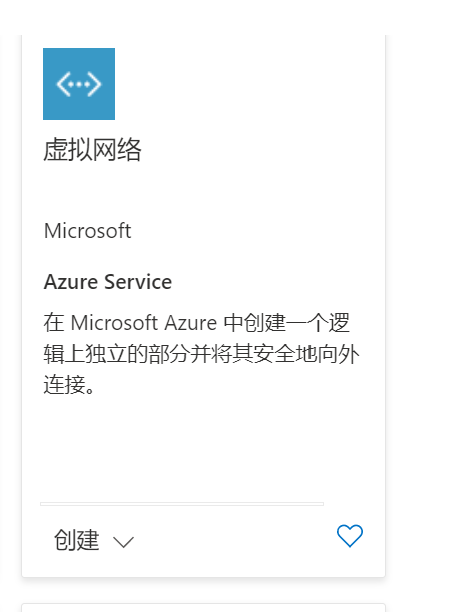 虚拟网络
Microsoft
Azure Service
在 Microsoft Azure 中创建一个逻
辑上独立的部分并将其安全地向外
连接。
创建